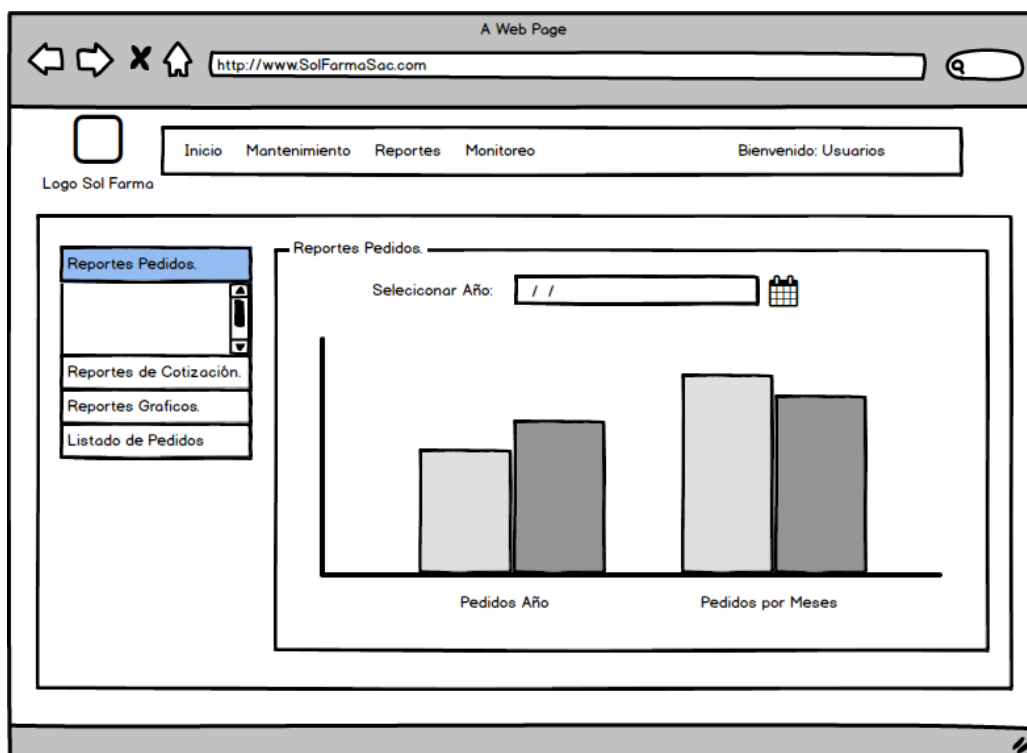 A Web Page
http://www.SolFarmaSac.com
Logo Sol Farma
Inicio Mantenimiento Reportes Monitoreo Bienvenido: Usuarios
Reportes Pedidos.
Reportes de Cotización.
Reportes Graficos.
Listado de Pedidos
Reportes Pedidos.
Seleciconar Año: / /
Pedidos Año Pedidos por Meses